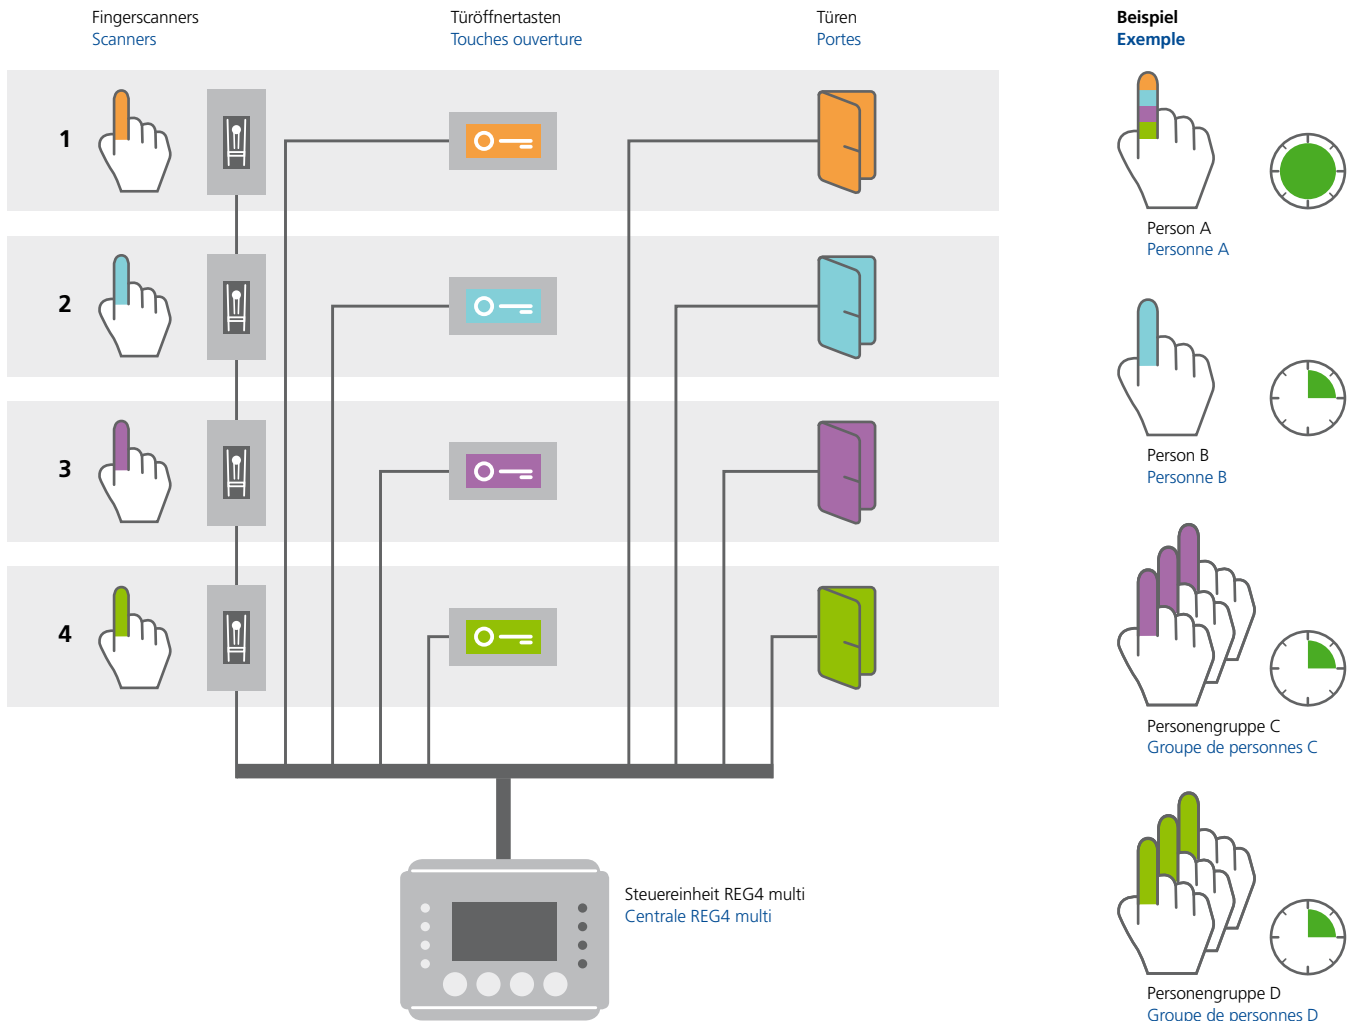 Fingerscanners
Scanners
Türöffnertasten
Touches ouverture
Türen
Portes
Beispiel
Exemple
1
2
3
4
Person A
Personne A
Person B
Personne B
Personengruppe C
Groupe de personnes C
Personengruppe D
Groupe de personnes D
Steuereinheit REG4 multi
Centrale REG4 multi